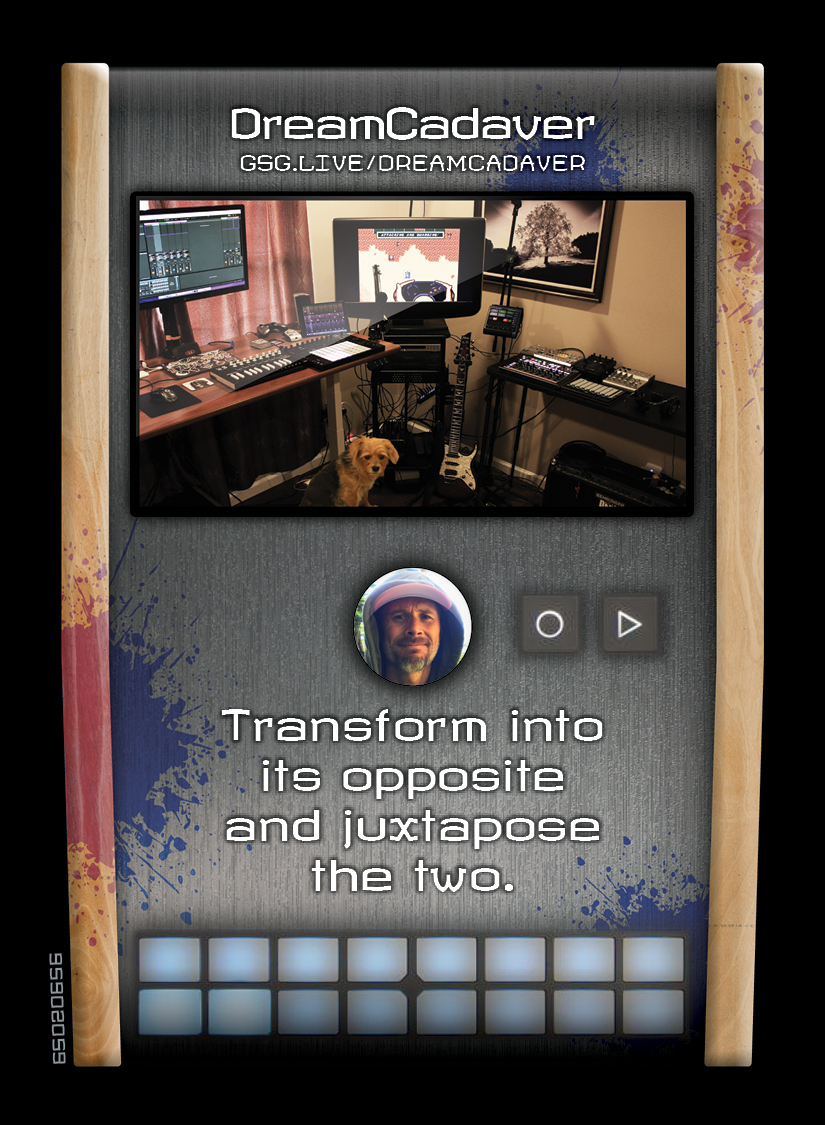 DreamCadaver
GSG.LIVE/DREAMCADAVER
Transform into
its opposite
and juxtapose
the two.
65020656